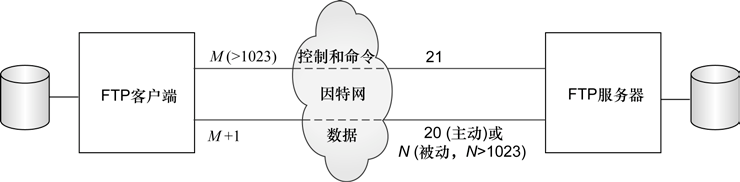 M (>1023)
控制和命令
21
FTP客户端
因特网
FTP服务器
M +1
数据
20 (主动)或
N (被动，N>1023)